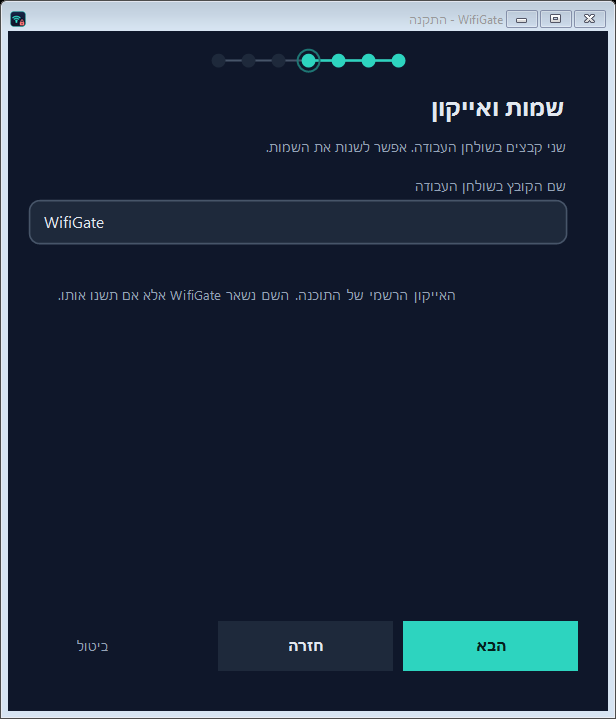 WifiGate - התקנה
שמות ואייקון
שני קבצים בשולחן העבודה. אפשר לשנות את השמות.
שם הקובץ בשולחן העבודה
WifiGate
האייקון הרשמי של התוכנה. השם נשאר WifiGate אלא אם תשנו אותו.
הבא
חזרה
ביטול